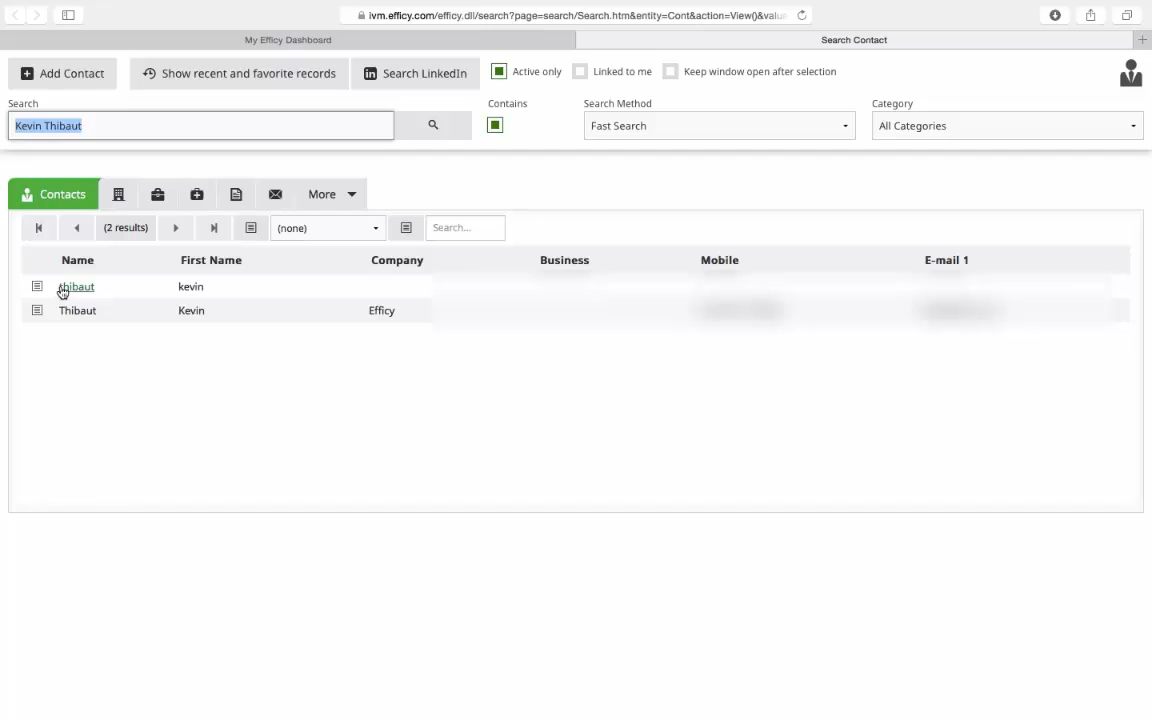 ivm.efficy.com/efficy.dll/search?page=search/Search.htm&entity=Cont&action=View()&valu
My Efficy Dashboard
Search Contact
Add Contact
Show recent and favorite records
Search LinkedIn
Active only
Linked to me
Keep window open after selection
Search
Contains
Search Method
Category
Kevin Thibaut
Fast Search
All Categories
Contacts
More
(2 results)
(none)
Search...
Name First Name Company Business Mobile E-mail 1
thibaut kevin
Thibaut Kevin Efficy